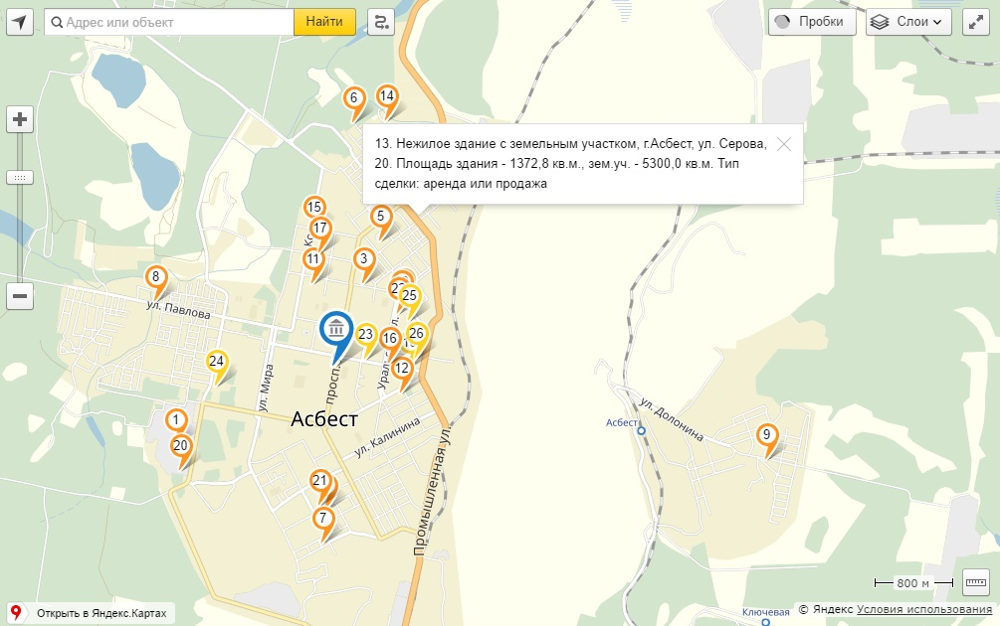 Адрес или объект
Найти
Пробки
Слои
6
14
13. Нежилое здание с земельным участком, г.Асбест, ул. Серова,
20. Площадь здания - 1372,8 кв.м., зем.уч. - 5300,0 кв.м. Тип
сделки: аренда или продажа
15
5
17
11
3
8
25
ул. Павлова
23
16
26
24
12
ул. Мира
просп.
Асбест
ул. Калинина
1
20
21
7
Промышленная ул.
ул. Долонина
Асбест
9
800 м
Открыть в Яндекс.Картах
Ключевая
© Яндекс Условия использования